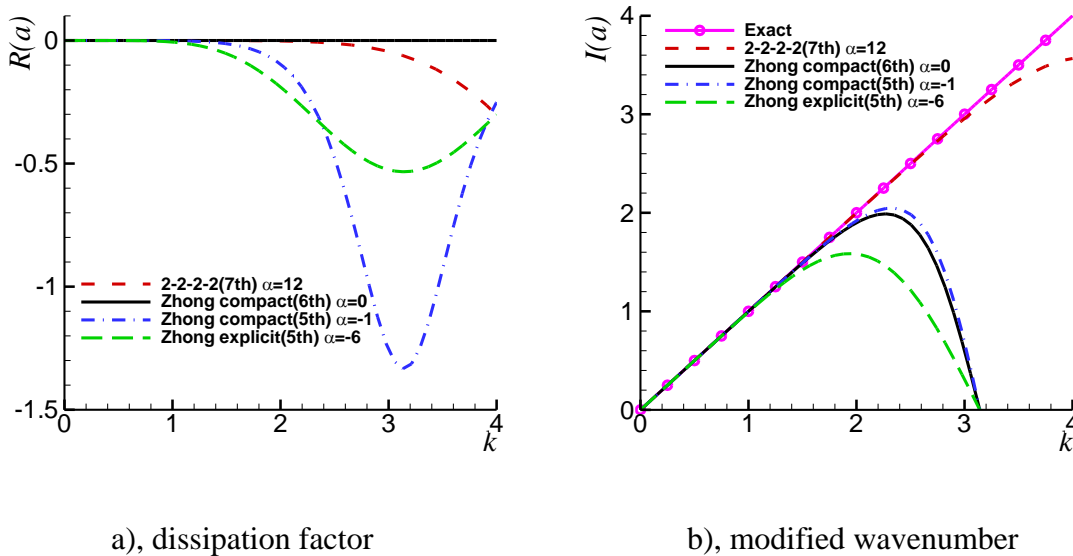 R(a)
0
-0.5
-1
-1.5
2-2-2-2(7th) α=12
Zhong compact(6th) α=0
Zhong compact(5th) α=-1
Zhong explicit(5th) α=-6
0 1 2 3 4
k
a), dissipation factor
I(a)
4
3
2
1
0
Exact
2-2-2-2(7th) α=12
Zhong compact(6th) α=0
Zhong compact(5th) α=-1
Zhong explicit(5th) α=-6
0 1 2 3 4
k
b), modified wavenumber